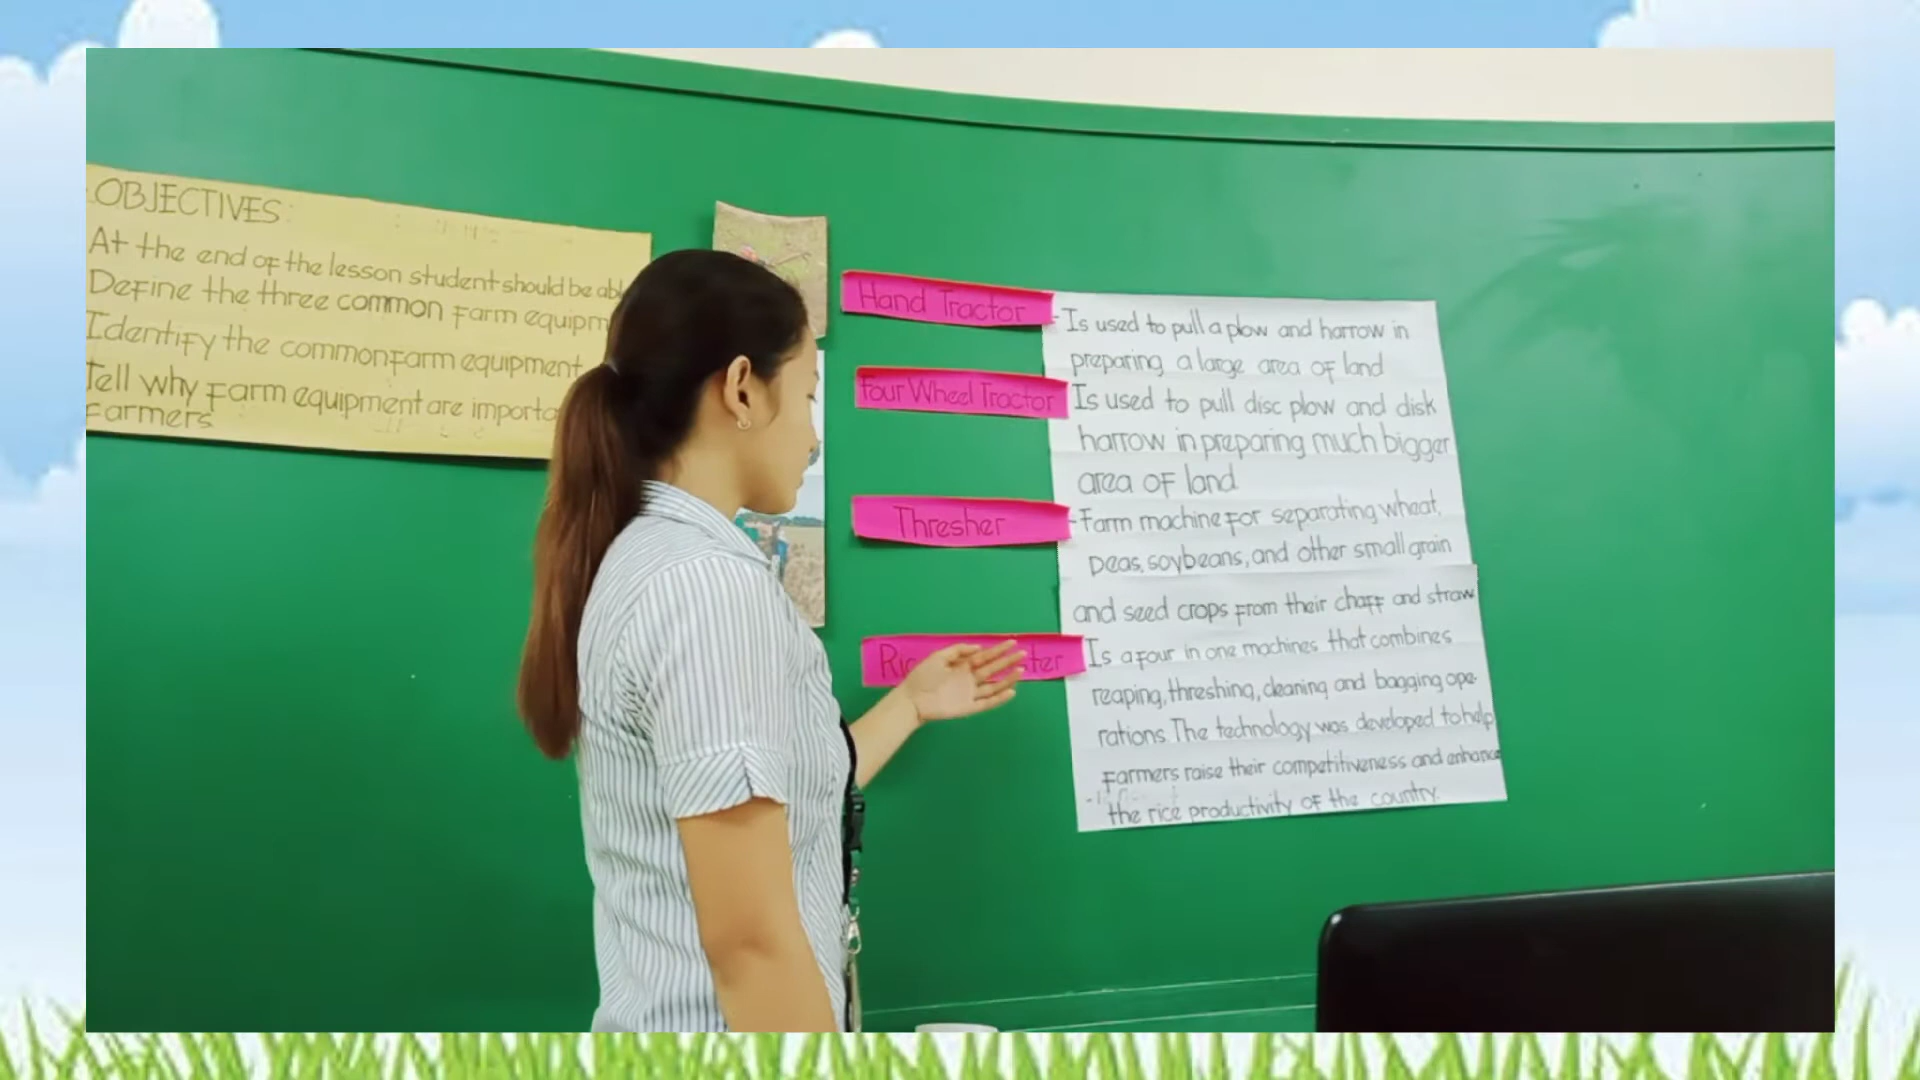 OBJECTIVES:
At the end of the lesson student should be
Define the three common Farm
Identify the common farm equipment
Tell why Farm equipment are
Farmers
Hand Tractor
- Is used to pull a plow and harrow in
preparing a large area of land
Four Wheel Tractor
Is used to pull disc plow and disk
harrow in preparing much bigger
area of land
Thresher
- Farm machine for separating wheat,
peas, soybeans, and other small grain
and seed crops from their chaff and straw
Is a four in one machines that combines
reaping, threshing, cleaning and bagging ope-
rations. The technology was developed to help
Farmers raise their competitiveness and enhance
the rice productivity of the country.